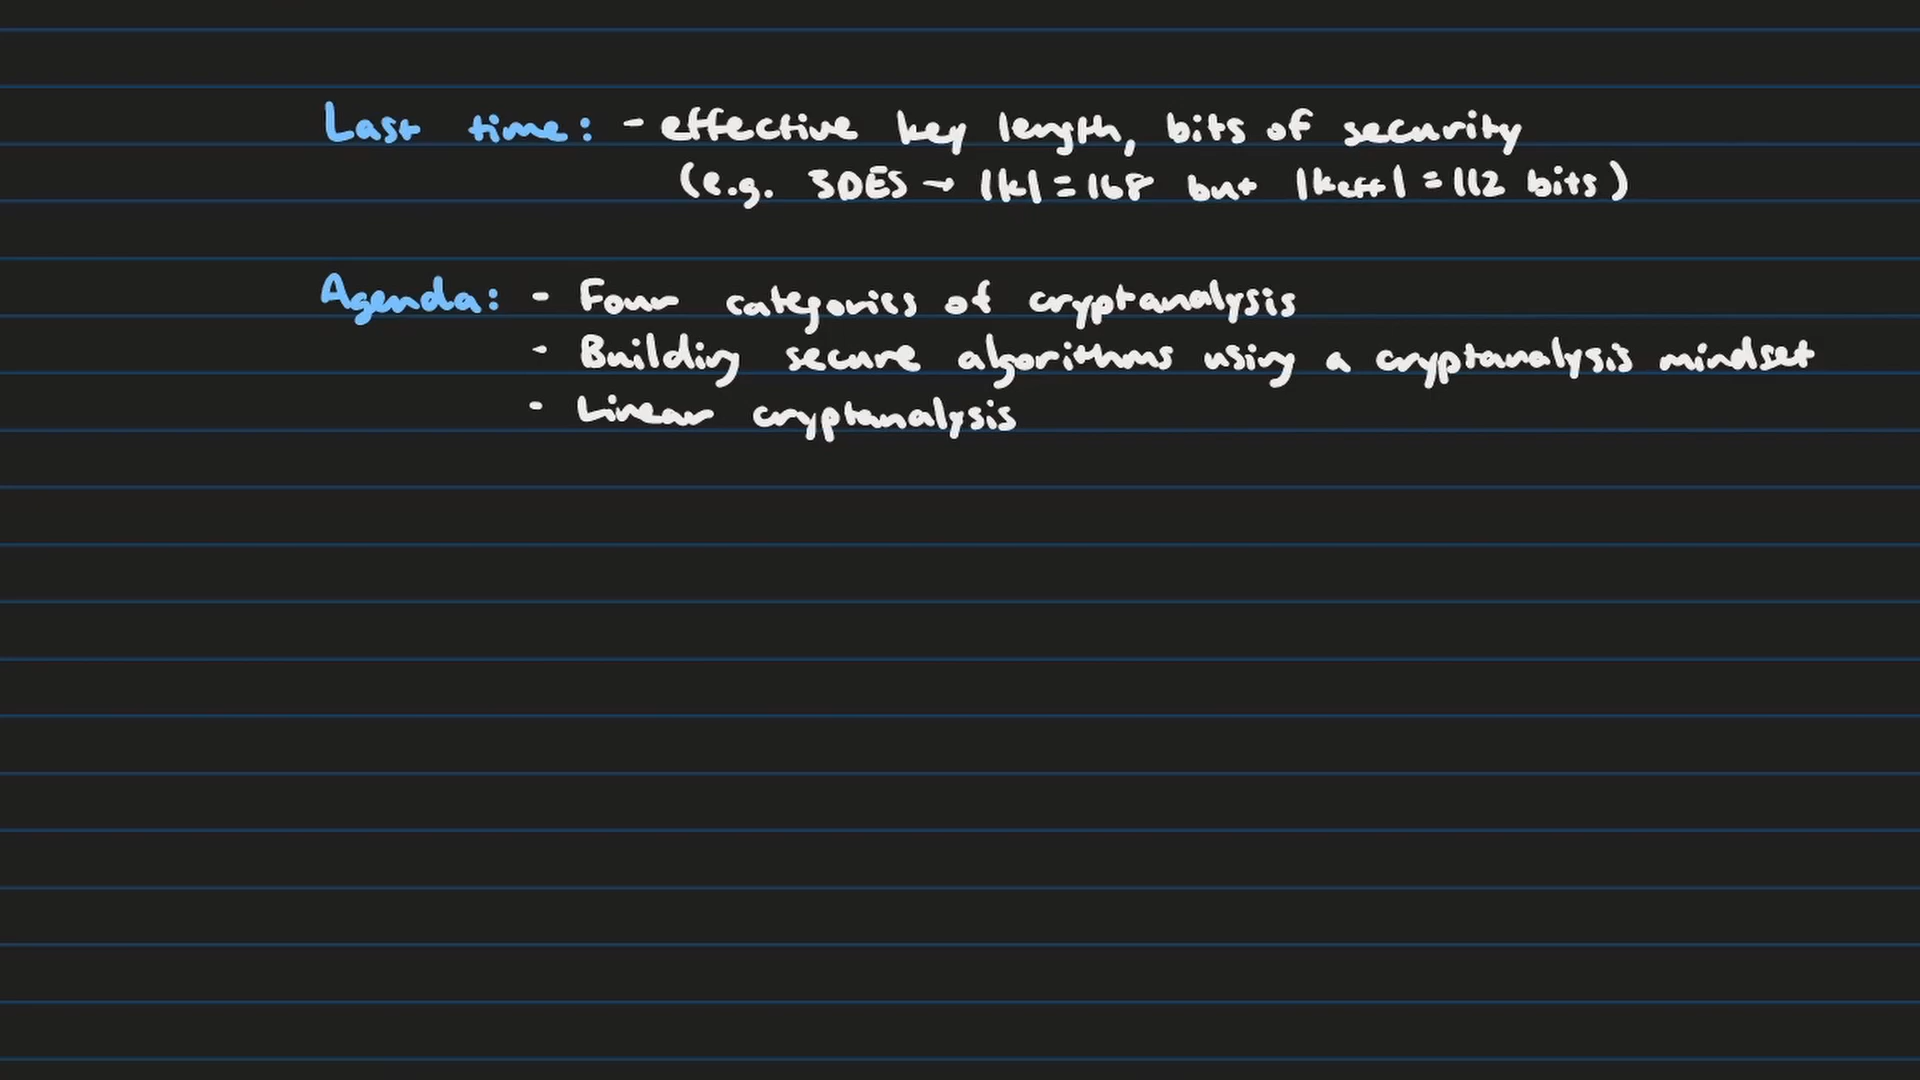 Last time: - effective key length, bits of security
(e.g. 3DES → |k| = 168 but |keff| = 112 bits)
Agenda: - Four categories of cryptanalysis
- Building secure algorithms using a cryptanalysis mindset
- Linear cryptanalysis